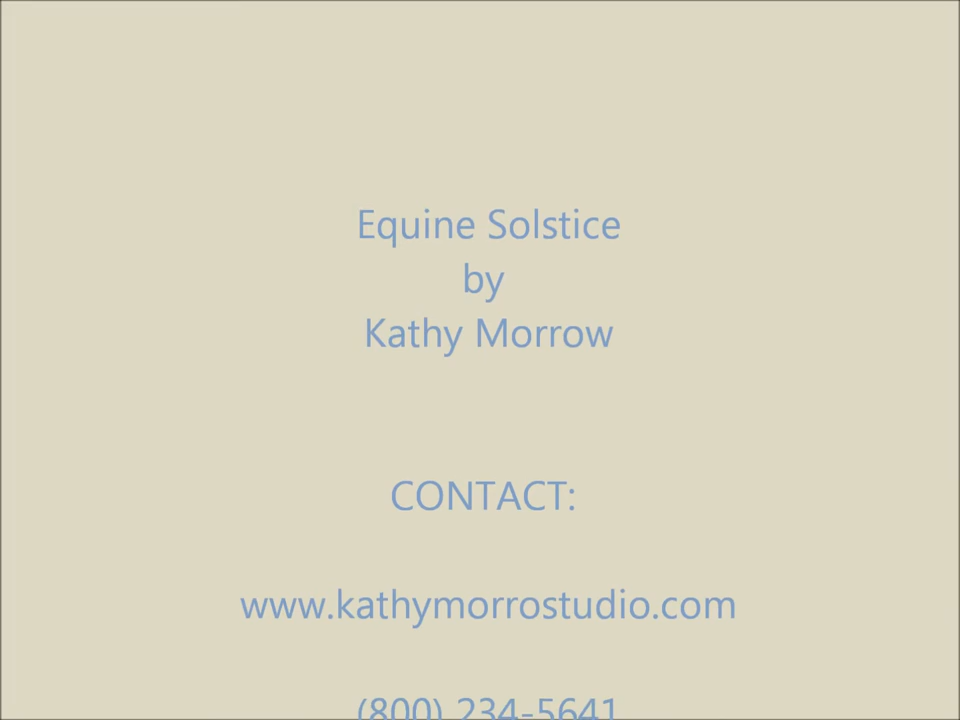 Equine Solstice
by
Kathy Morrow
CONTACT:
www.kathymorrostudio.com
(800) 234-5641